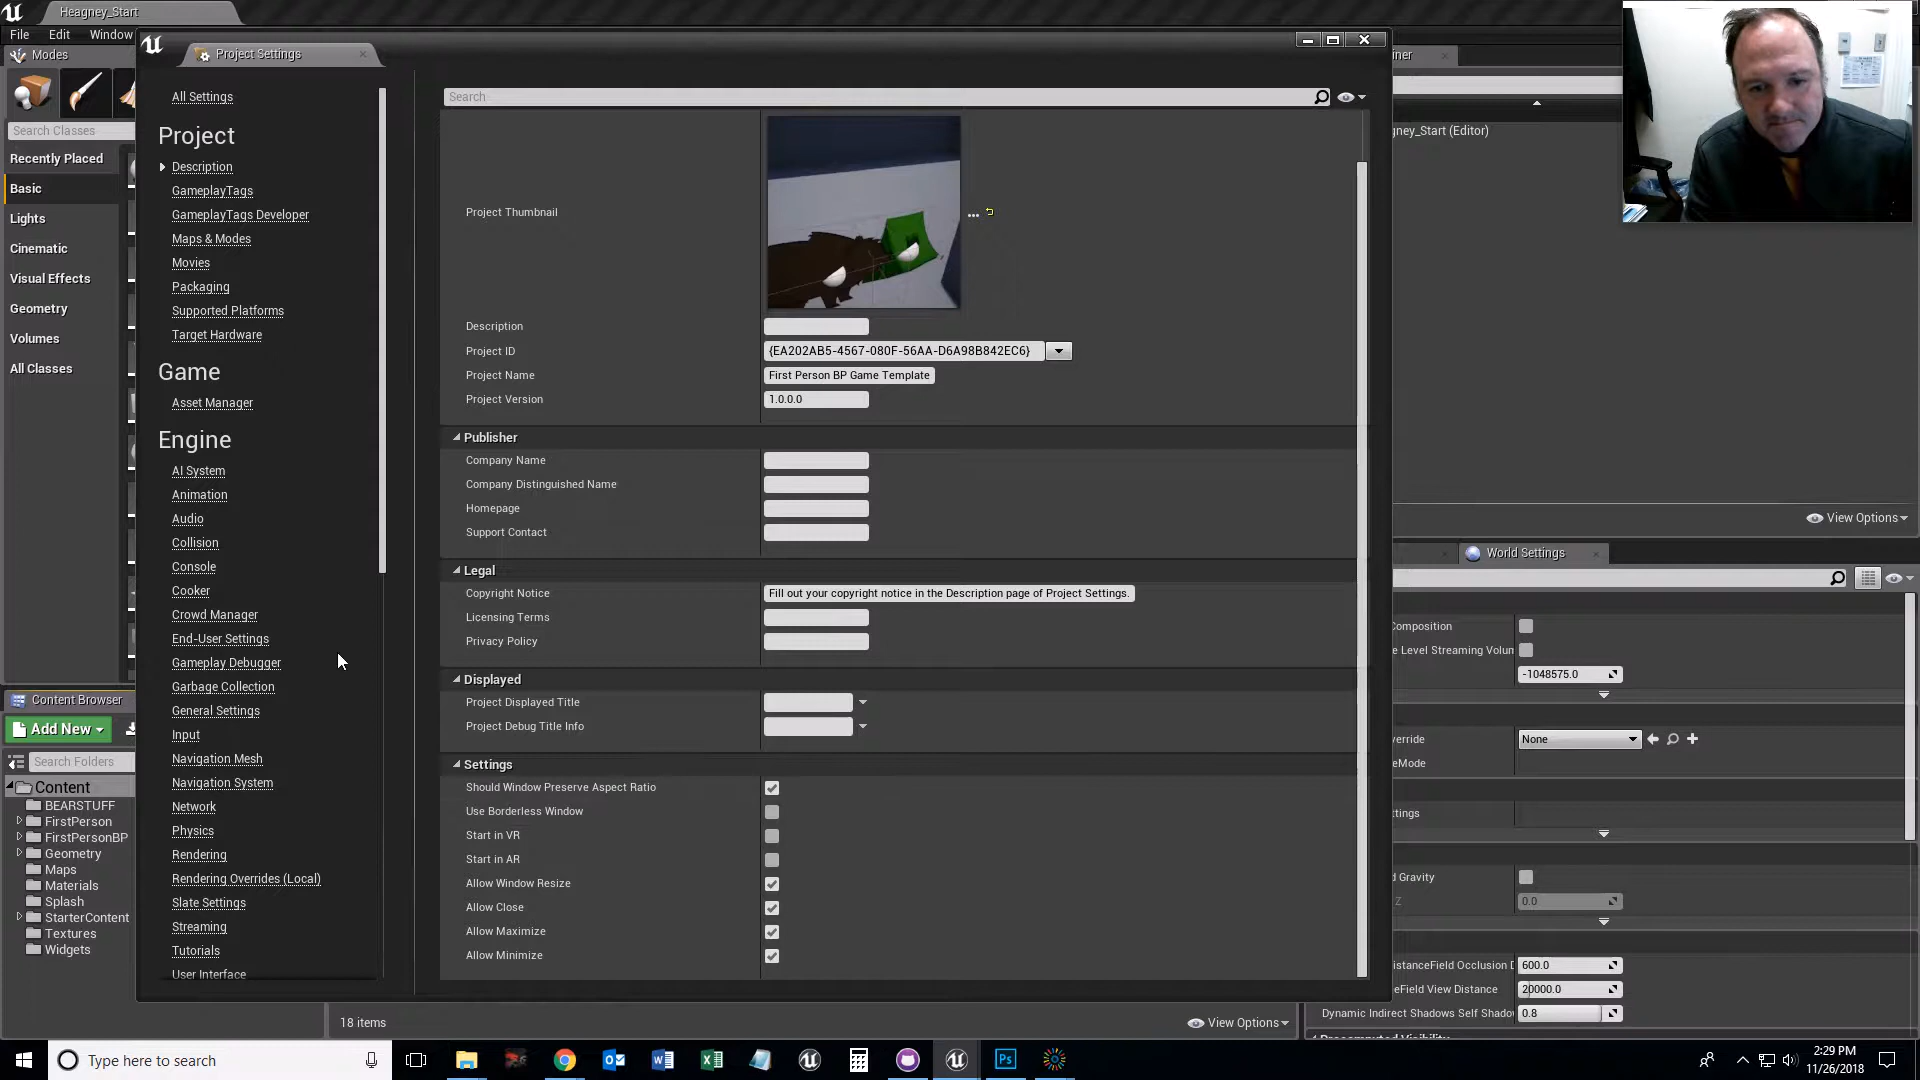 Heagney_Start
File Edit Window
Modes
Search Classes
Recently Placed
Basic
Lights
Cinematic
Visual Effects
Geometry
Volumes
All Classes
Project Settings
All Settings
Project
Description
GameplayTags
GameplayTags Developer
Maps & Modes
Movies
Packaging
Supported Platforms
Target Hardware
Game
Asset Manager
Engine
AI System
Animation
Audio
Collision
Console
Cooker
Crowd Manager
End-User Settings
Gameplay Debugger
Garbage Collection
General Settings
Input
Navigation Mesh
Navigation System
Network
Physics
Rendering
Rendering Overrides (Local)
Slate Settings
Streaming
Tutorials
User Interface
Search
Project Thumbnail
Description
Project ID {EA202AB5-4567-080F-56AA-D6A98B842EC6}
Project Name First Person BP Game Template
Project Version 1.0.0.0
Publisher
Company Name
Company Distinguished Name
Homepage
Support Contact
Legal
Copyright Notice Fill out your copyright notice in the Description page of Project Settings.
Licensing Terms
Privacy Policy
Displayed
Project Displayed Title
Project Debug Title Info
Settings
Should Window Preserve Aspect Ratio
Use Borderless Window
Start in VR
Start in AR
Allow Window Resize
Allow Close
Allow Maximize
Allow Minimize
iner
gney_Start (Editor)
View Options
World Settings
Composition
e Level Streaming Volum
-1048575.0
erride None
eMode
ttings
d Gravity
Z 0.0
istanceField Occlusion D 600.0
eField View Distance 20000.0
Dynamic Indirect Shadows Self Shado 0.8
Precomputed Visibility
Content Browser
Add New
Search Folders
Content
BEARSTUFF
FirstPerson
FirstPersonBP
Geometry
Maps
Materials
Splash
StarterContent
Textures
Widgets
18 items View Options
Type here to search
2:29 PM
11/26/2018